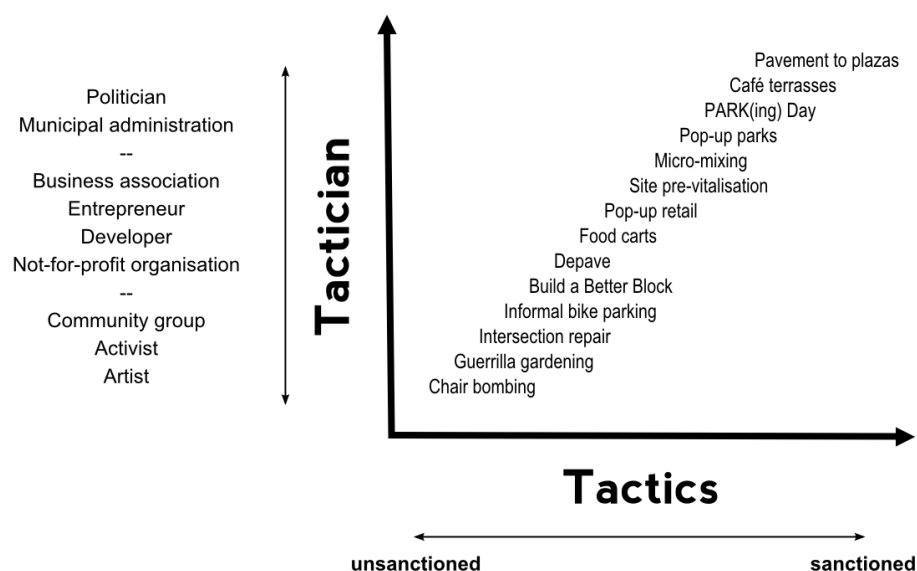 Politician
Municipal administration
--
Business association
Entrepreneur
Developer
Not-for-profit organisation
--
Community group
Activist
Artist
Tactician
Pavement to plazas
Café terrasses
PARK(ing) Day
Pop-up parks
Micro-mixing
Site pre-vitalisation
Pop-up retail
Food carts
Depave
Build a Better Block
Informal bike parking
Intersection repair
Guerrilla gardening
Chair bombing
Tactics
unsanctioned
sanctioned